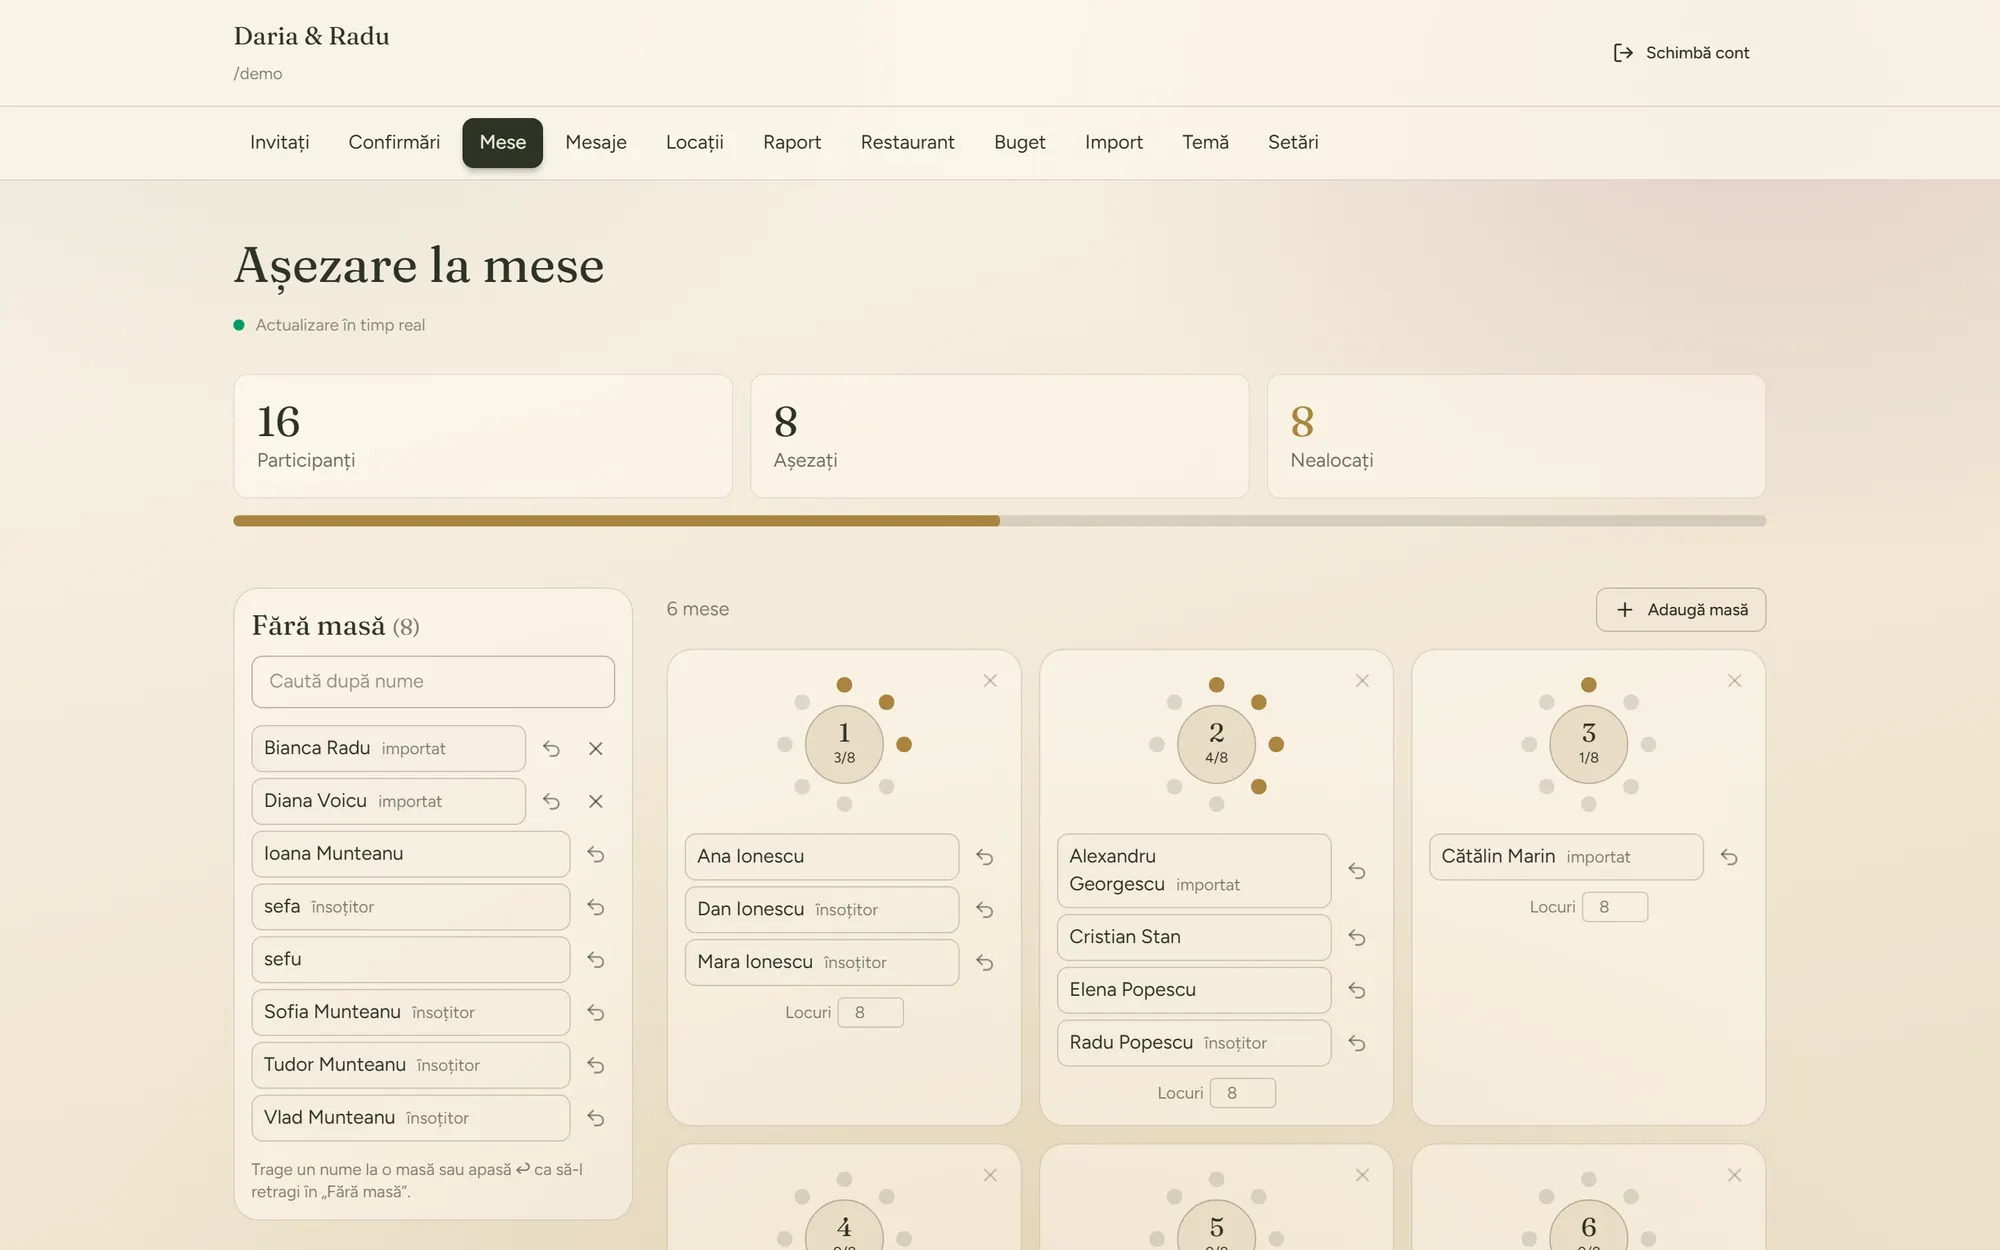 Daria & Radu
/demo
Schimbă cont
Invitați
Confirmări
Mese
Mesaje
Locații
Raport
Restaurant
Buget
Import
Temă
Setări
Așezare la mese
Actualizare în timp real
16
Participanți
8
Așezați
8
Nealocați
Fără masă (8)
Caută după nume
Bianca Radu importat
Diana Voicu importat
Ioana Munteanu
sefa însoțitor
sefu
Sofia Munteanu însoțitor
Tudor Munteanu însoțitor
Vlad Munteanu însoțitor
Trage un nume la o masă sau apasă ↩ ca să-l
retragi în „Fără masă”.
6 mese
Adaugă masă
1
3/8
Ana Ionescu
Dan Ionescu însoțitor
Mara Ionescu însoțitor
Locuri 8
2
4/8
Alexandru
Georgescu importat
Cristian Stan
Elena Popescu
Radu Popescu însoțitor
Locuri 8
3
1/8
Cătălin Marin importat
Locuri 8
4
5
6